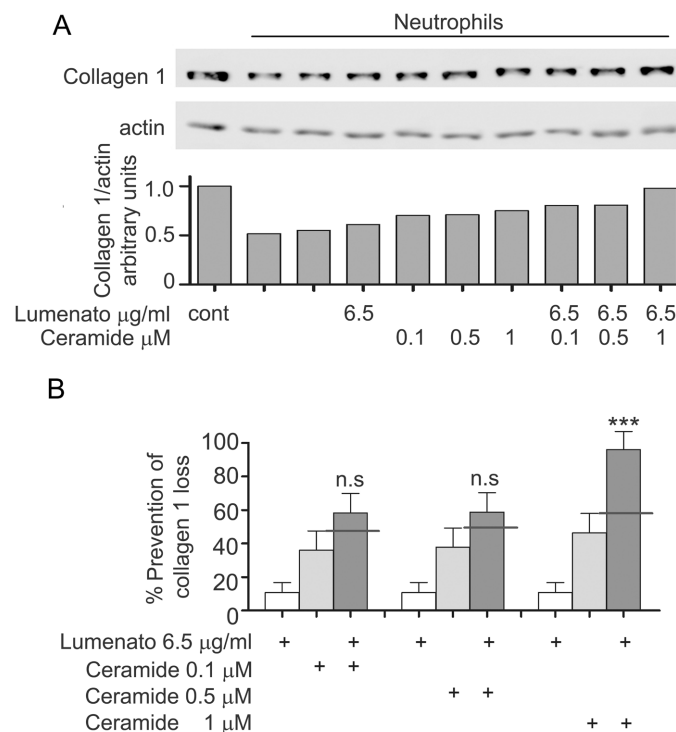 A
Neutrophils
Collagen 1
actin
Collagen 1/actin
arbitrary units
1.0
0.5
0
Lumenato μg/ml cont 6.5 6.5 6.5 6.5
Ceramide μM 0.1 0.5 1 0.1 0.5 1
B
% Prevention of
collagen 1 loss
100
80
60
40
20
0
n.s
n.s
***
Lumenato 6.5 μg/ml + + + + + +
Ceramide 0.1 μM + +
Ceramide 0.5 μM + +
Ceramide 1 μM + +